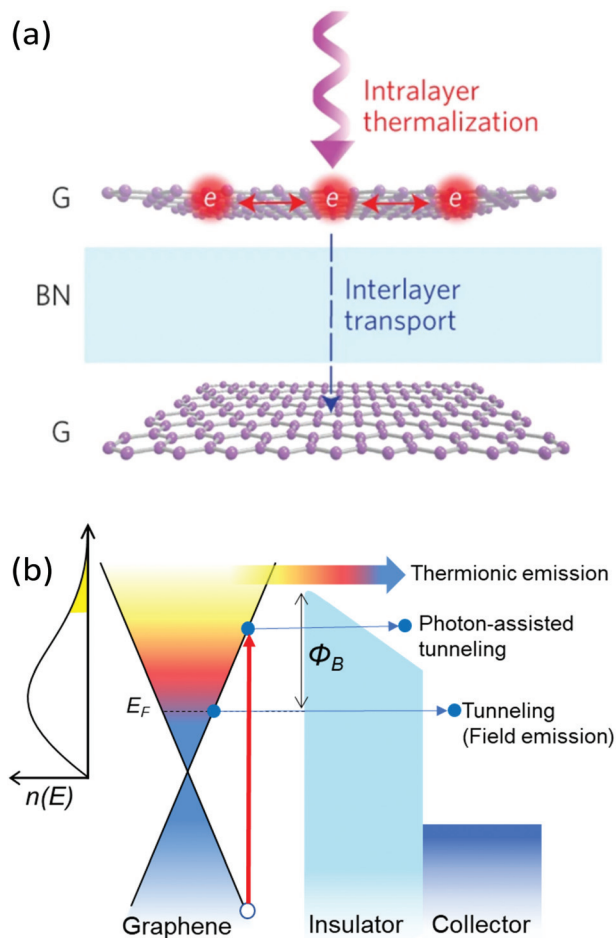 (a)
Intralayer
thermalization
G
e e e
BN
Interlayer
transport
G
(b)
Thermionic emission
Photon-assisted
tunneling
Φ_B
E_F
Tunneling
(Field emission)
n(E)
Graphene
Insulator
Collector